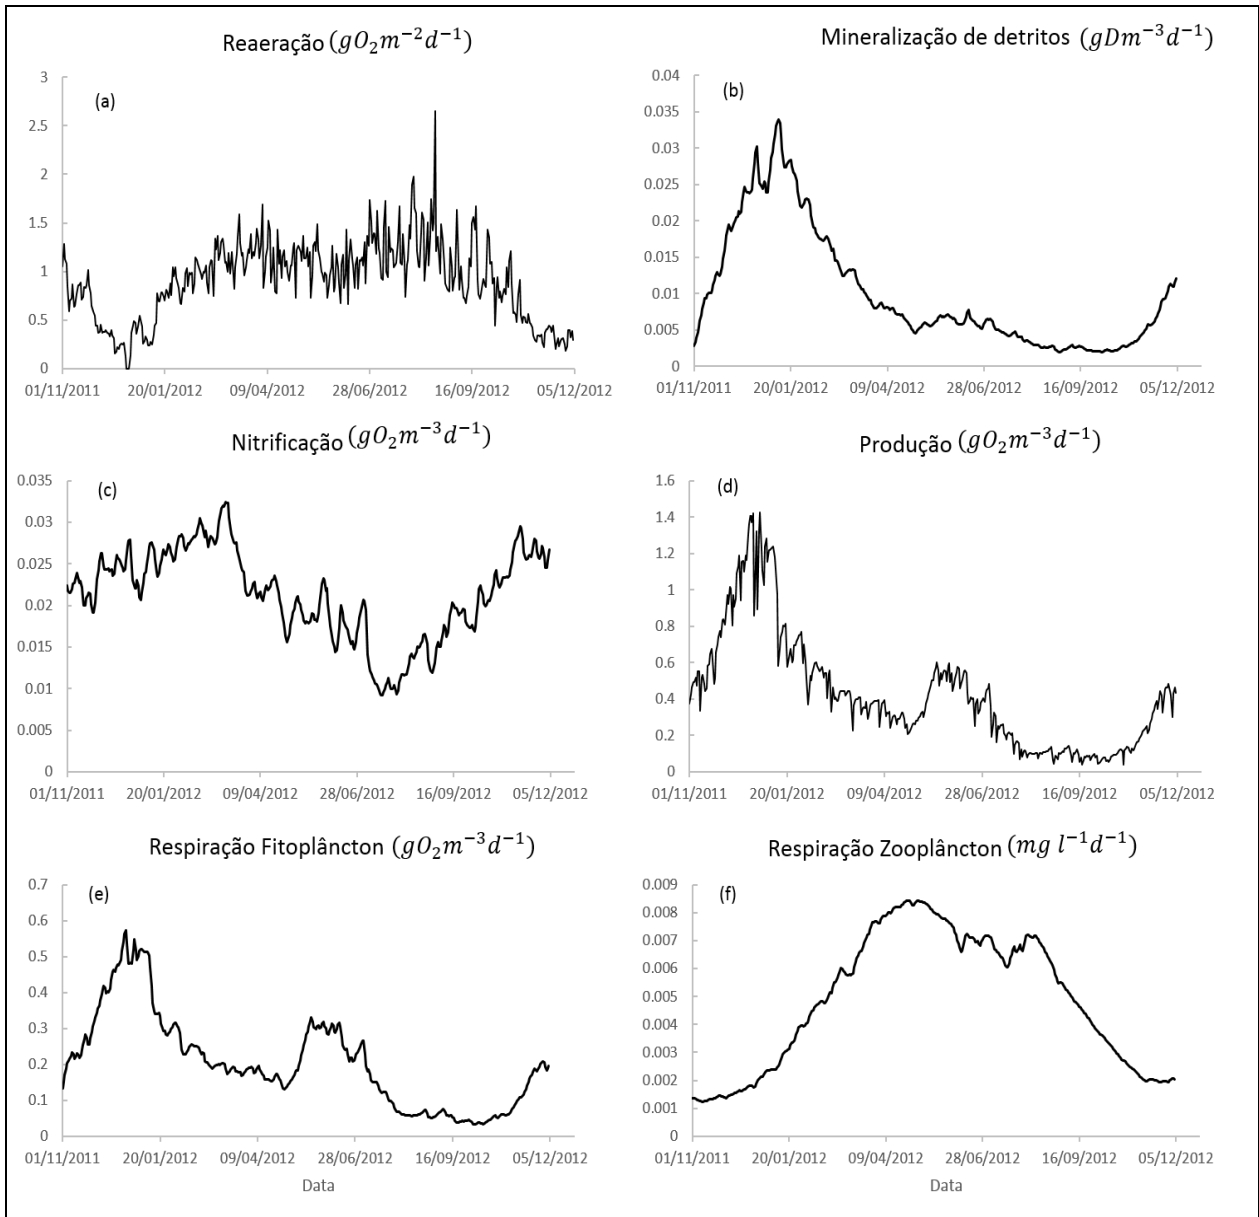 Reaeração (gO₂m⁻²d⁻¹)
(a)
3
2.5
2
1.5
1
0.5
0
01/11/2011 20/01/2012 09/04/2012 28/06/2012 16/09/2012 05/12/2012
Mineralização de detritos (gDm⁻³d⁻¹)
(b)
0.04
0.035
0.03
0.025
0.02
0.015
0.01
0.005
0
01/11/2011 20/01/2012 09/04/2012 28/06/2012 16/09/2012 05/12/2012
Nitrificação (gO₂m⁻³d⁻¹)
(c)
0.035
0.03
0.025
0.02
0.015
0.01
0.005
0
01/11/2011 20/01/2012 09/04/2012 28/06/2012 16/09/2012 05/12/2012
Produção (gO₂m⁻³d⁻¹)
(d)
1.6
1.4
1.2
1
0.8
0.6
0.4
0.2
0
01/11/2011 20/01/2012 09/04/2012 28/06/2012 16/09/2012 05/12/2012
Respiração Fitoplâncton (gO₂m⁻³d⁻¹)
(e)
0.7
0.6
0.5
0.4
0.3
0.2
0.1
0
01/11/2011 20/01/2012 09/04/2012 28/06/2012 16/09/2012 05/12/2012
Data
Respiração Zooplâncton (mg l⁻¹d⁻¹)
(f)
0.009
0.008
0.007
0.006
0.005
0.004
0.003
0.002
0.001
0
01/11/2011 20/01/2012 09/04/2012 28/06/2012 16/09/2012 05/12/2012
Data